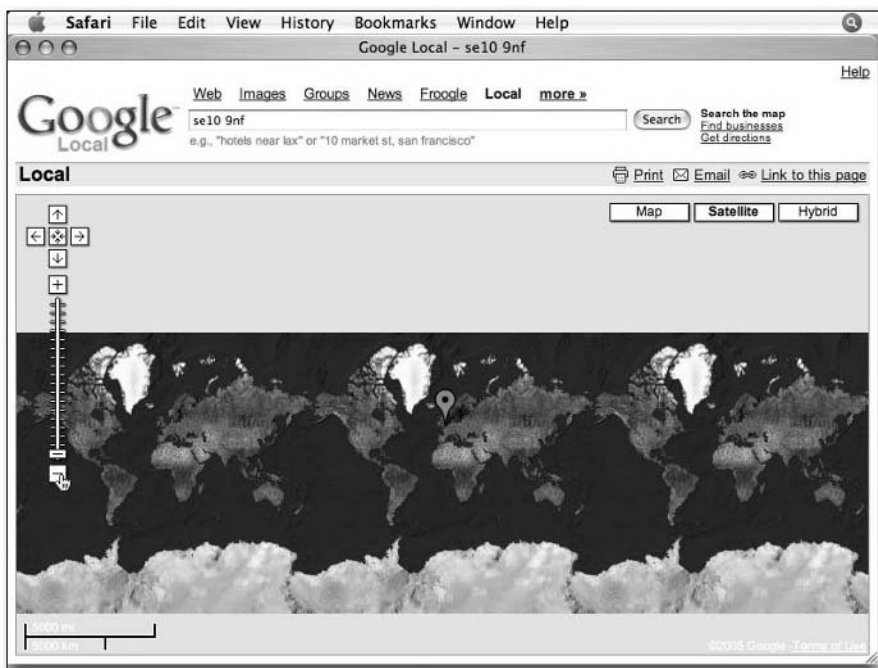 Safari File Edit View History Bookmarks Window Help
Google Local – se10 9nf
Help
Google Local
Web Images Groups News Froogle Local more »
se10 9nf
Search
e.g., "hotels near lax" or "10 market st, san francisco"
Search the map
Find businesses
Get directions
Local
Print Email Link to this page
Map Satellite Hybrid
5000 mi
5000 km
©2005 Google - Terms of Use